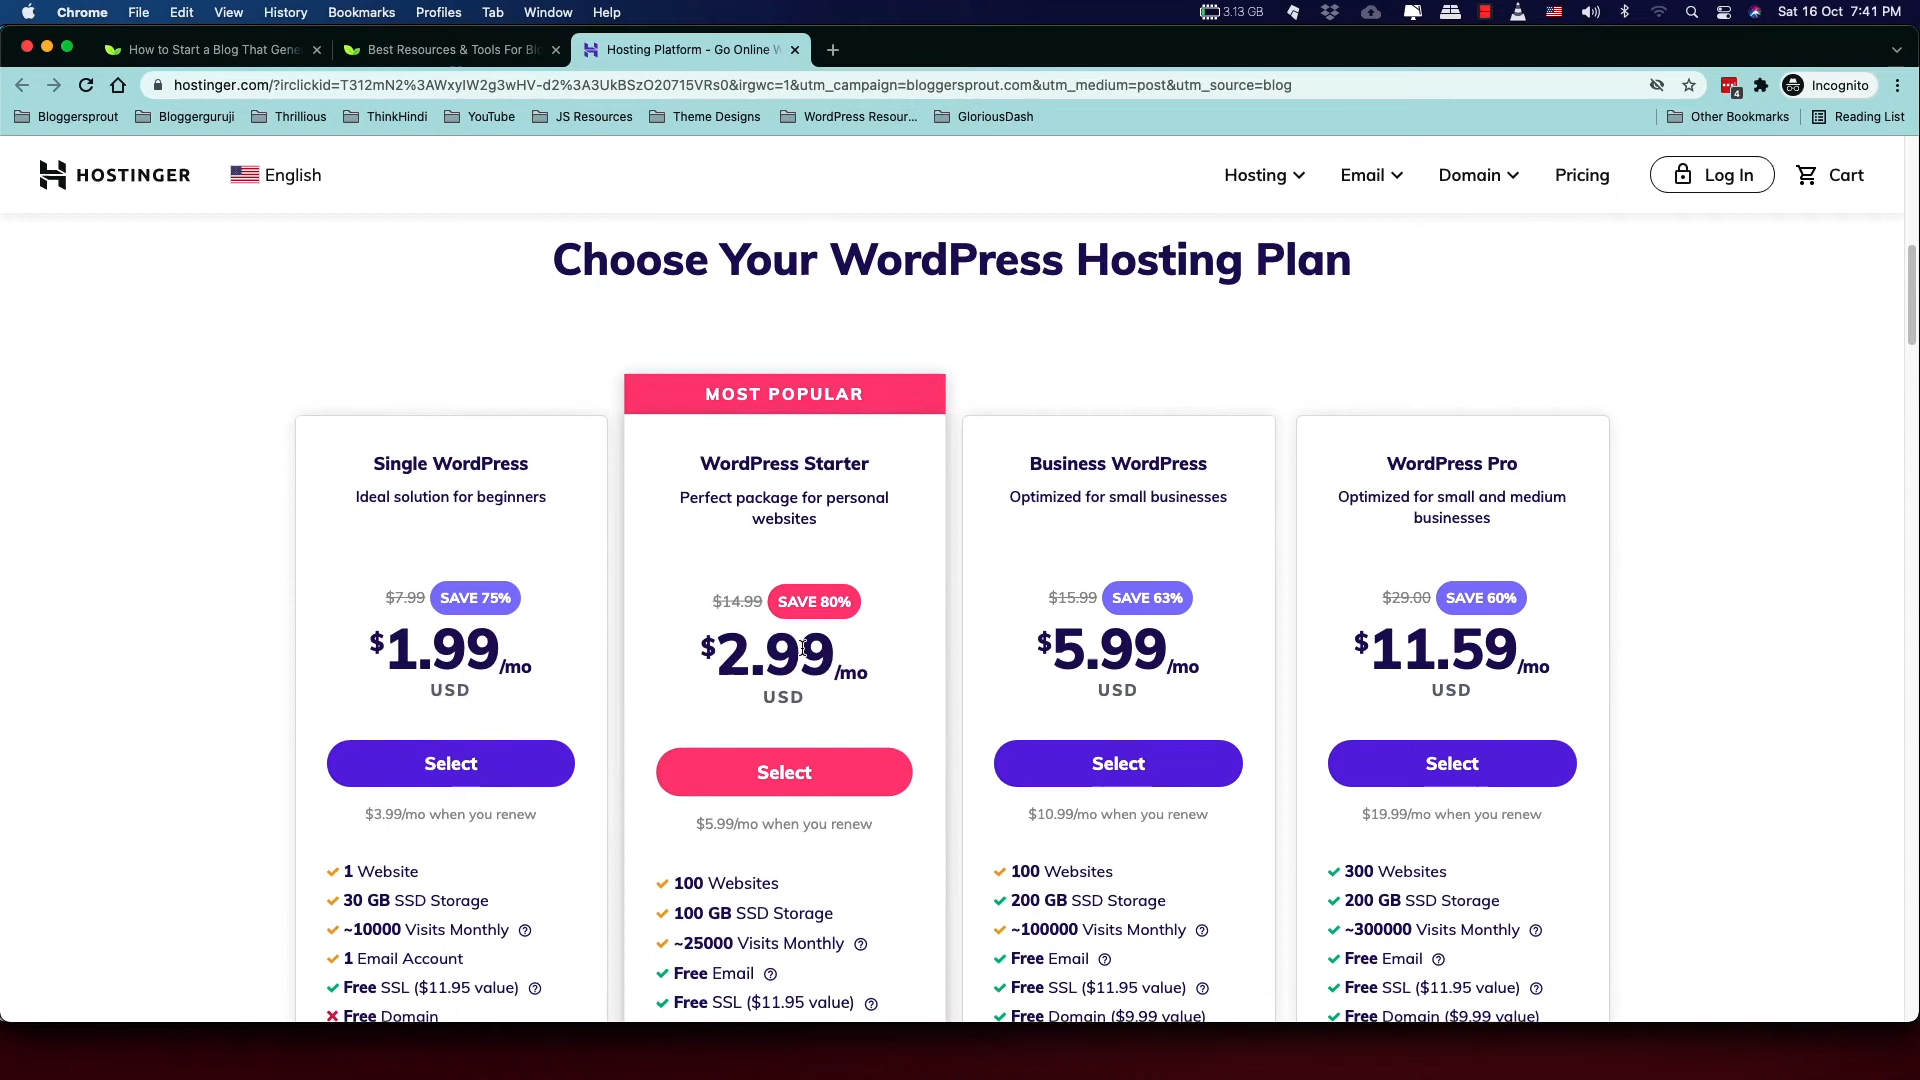 Chrome File Edit View History Bookmarks Profiles Tab Window Help 3.13 GB Sat 16 Oct 7:41 PM
How to Start a Blog That Gene Best Resources & Tools For Bl Hosting Platform - Go Online W
hostinger.com/?irclickid=T312mN2%3AWxyIW2g3wHV-d2%3A3UkBSzO20715VRs0&irgwc=1&utm_campaign=bloggersprout.com&utm_medium=post&utm_source=blog 4 Incognito
Bloggersprout Bloggerguruji Thrillious ThinkHindi YouTube JS Resources Theme Designs WordPress Resour... GloriousDash Other Bookmarks Reading List
HOSTINGER English Hosting Email Domain Pricing Log In Cart
Choose Your WordPress Hosting Plan
Single WordPress
Ideal solution for beginners
$7.99 SAVE 75%
$1.99/mo
USD
Select
$3.99/mo when you renew
1 Website
30 GB SSD Storage
~10000 Visits Monthly
1 Email Account
Free SSL ($11.95 value)
Free Domain
MOST POPULAR
WordPress Starter
Perfect package for personal
websites
$14.99 SAVE 80%
$2.99/mo
USD
Select
$5.99/mo when you renew
100 Websites
100 GB SSD Storage
~25000 Visits Monthly
Free Email
Free SSL ($11.95 value)
Business WordPress
Optimized for small businesses
$15.99 SAVE 63%
$5.99/mo
USD
Select
$10.99/mo when you renew
100 Websites
200 GB SSD Storage
~100000 Visits Monthly
Free Email
Free SSL ($11.95 value)
Free Domain ($9.99 value)
WordPress Pro
Optimized for small and medium
businesses
$29.00 SAVE 60%
$11.59/mo
USD
Select
$19.99/mo when you renew
300 Websites
200 GB SSD Storage
~300000 Visits Monthly
Free Email
Free SSL ($11.95 value)
Free Domain ($9.99 value)